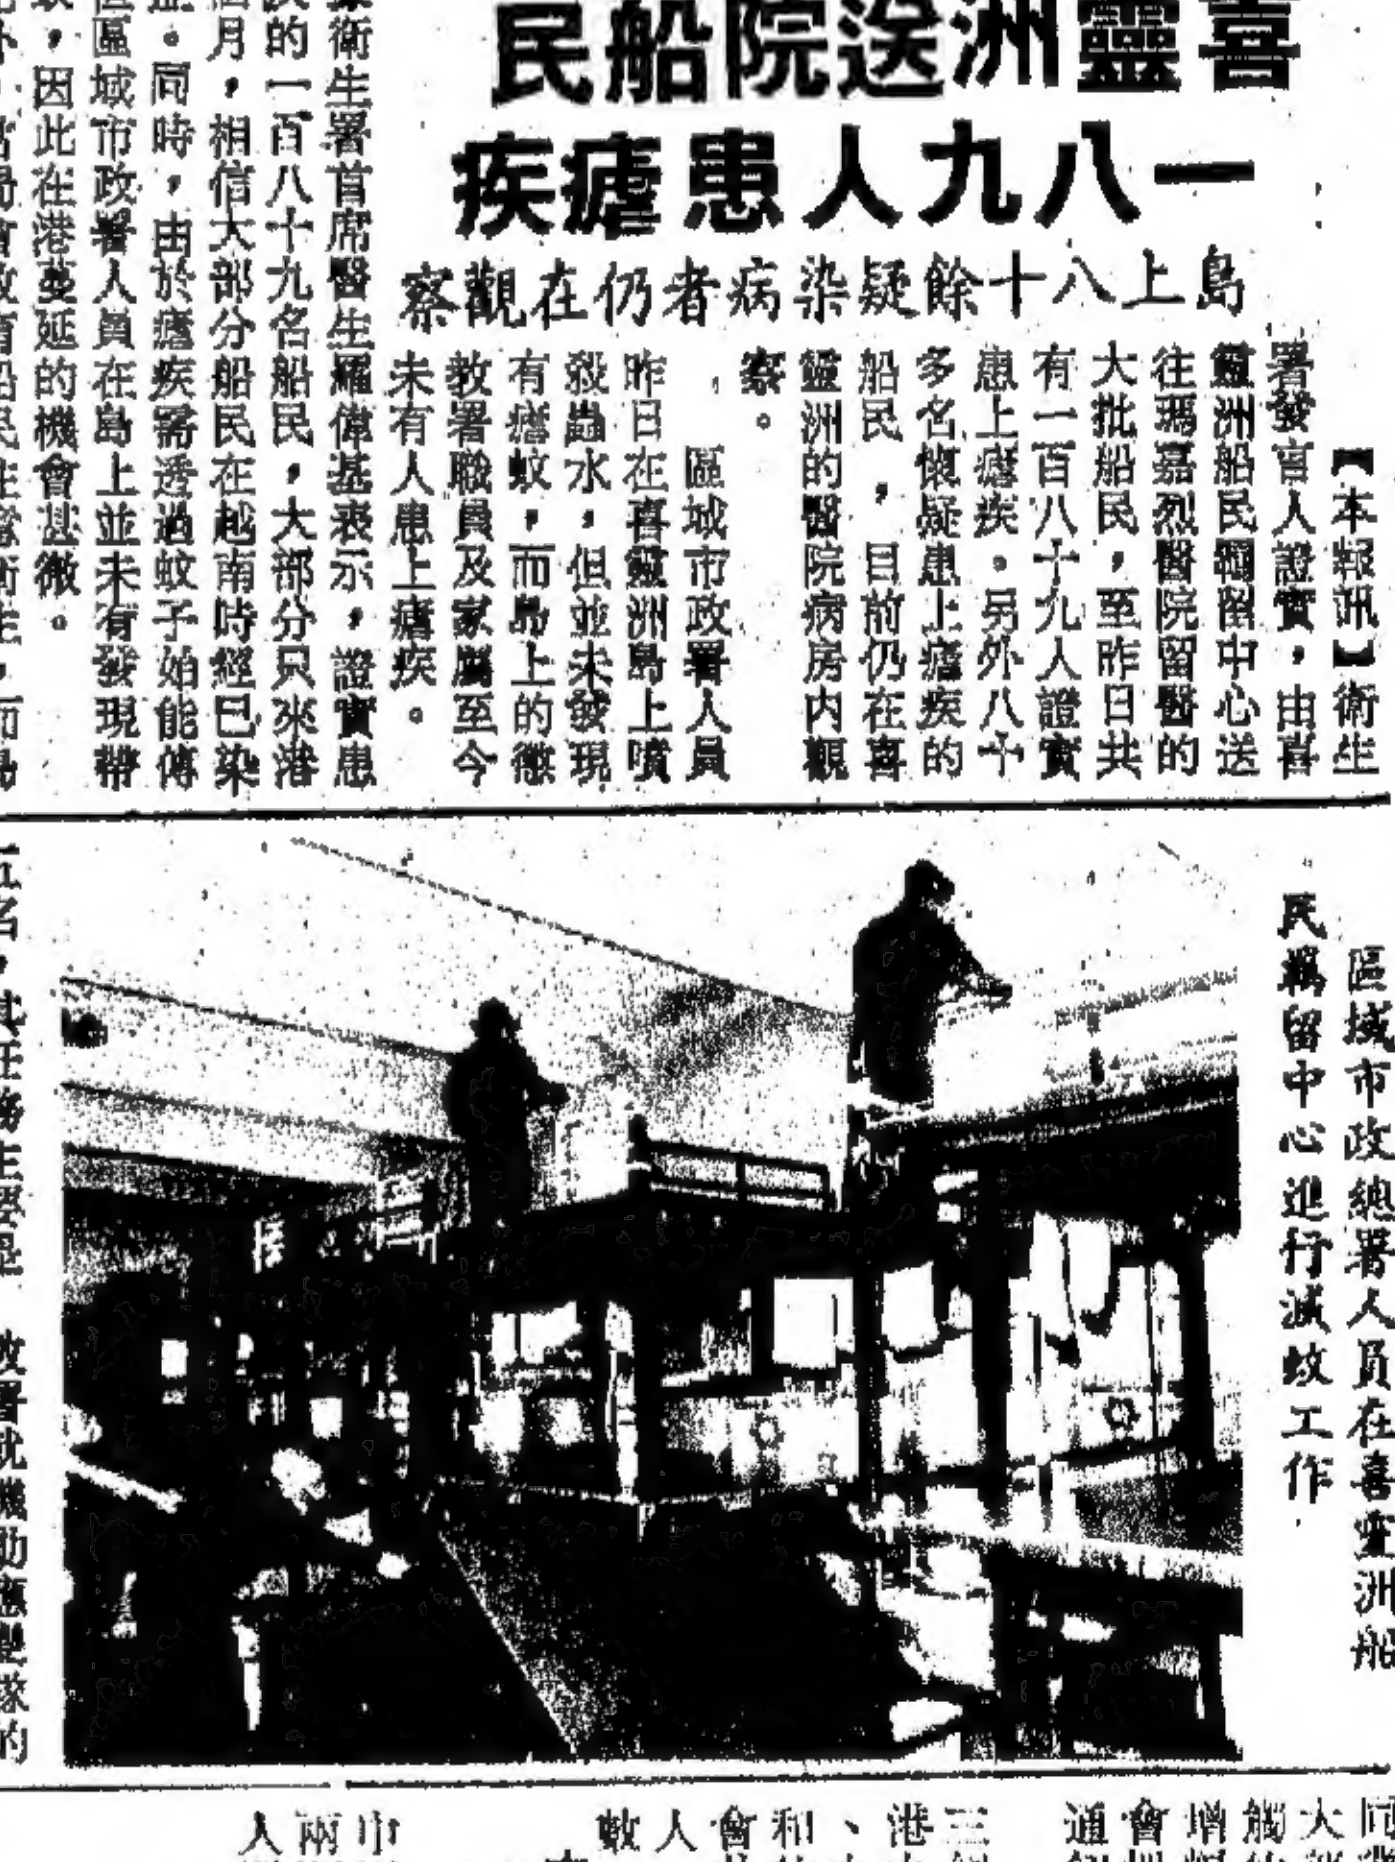 喜靈洲送院船民
一八九人患瘧疾
島上八十餘疑染病者仍在觀察
【本報訊】衛生
署發言人證實，由喜
靈洲船民羈留中心送
往瑪嘉烈醫院留醫的
大批船民，至昨日共
有一百八十九人證實
患上瘧疾。另外八十
多名懷疑患上瘧疾的
船民，目前仍在喜
靈洲的醫院病房内觀
察。
區城市政署人員
昨日在喜靈洲島上噴
殺蟲水，但並未發現
有瘧蚊，而島上的懲
教署職員及家屬至今
未有人患上瘧疾。
衛生署首席醫生羅偉基表示，證實患
的一百八十九名船民，大部分只來港
月，相信大部分船民在越南時經已染
。同時，由於瘧疾需透過蚊子始能傳
區域市政署人員在島上並未有發現帶
，因此在港蔓延的機會甚微。
區域市政總署人員在喜靈洲船
民羈留中心進行滅蚊工作